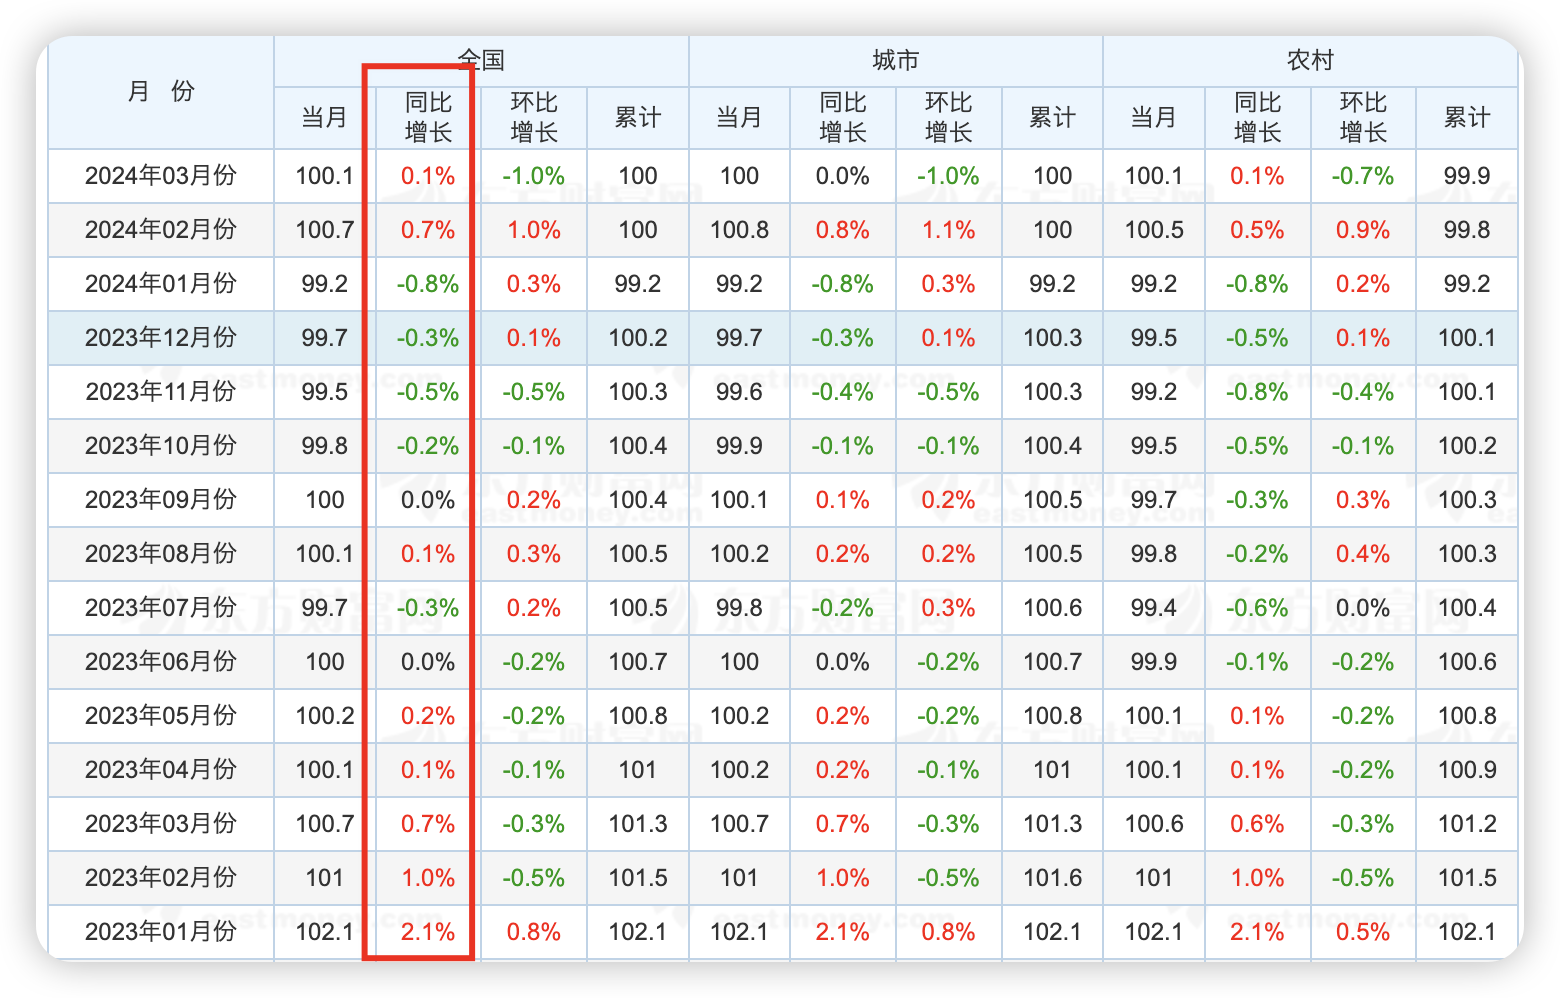 月 份 全国 城市 农村
当月 同比增长 环比增长 累计 当月 同比增长 环比增长 累计 当月 同比增长 环比增长 累计
2024年03月份 100.1 0.1% -1.0% 100 100 0.0% -1.0% 100 100.1 0.1% -0.7% 99.9
2024年02月份 100.7 0.7% 1.0% 100 100.8 0.8% 1.1% 100 100.5 0.5% 0.9% 99.8
2024年01月份 99.2 -0.8% 0.3% 99.2 99.2 -0.8% 0.3% 99.2 99.2 -0.8% 0.2% 99.2
2023年12月份 99.7 -0.3% 0.1% 100.2 99.7 -0.3% 0.1% 100.3 99.5 -0.5% 0.1% 100.1
2023年11月份 99.5 -0.5% -0.5% 100.3 99.6 -0.4% -0.5% 100.3 99.2 -0.8% -0.4% 100.1
2023年10月份 99.8 -0.2% -0.1% 100.4 99.9 -0.1% -0.1% 100.4 99.5 -0.5% -0.1% 100.2
2023年09月份 100 0.0% 0.2% 100.4 100.1 0.1% 0.2% 100.5 99.7 -0.3% 0.3% 100.3
2023年08月份 100.1 0.1% 0.3% 100.5 100.2 0.2% 0.2% 100.5 99.8 -0.2% 0.4% 100.3
2023年07月份 99.7 -0.3% 0.2% 100.5 99.8 -0.2% 0.3% 100.6 99.4 -0.6% 0.0% 100.4
2023年06月份 100 0.0% -0.2% 100.7 100 0.0% -0.2% 100.7 99.9 -0.1% -0.2% 100.6
2023年05月份 100.2 0.2% -0.2% 100.8 100.2 0.2% -0.2% 100.8 100.1 0.1% -0.2% 100.8
2023年04月份 100.1 0.1% -0.1% 101 100.2 0.2% -0.1% 101 100.1 0.1% -0.2% 100.9
2023年03月份 100.7 0.7% -0.3% 101.3 100.7 0.7% -0.3% 101.3 100.6 0.6% -0.3% 101.2
2023年02月份 101 1.0% -0.5% 101.5 101 1.0% -0.5% 101.6 101 1.0% -0.5% 101.5
2023年01月份 102.1 2.1% 0.8% 102.1 102.1 2.1% 0.8% 102.1 102.1 2.1% 0.5% 102.1
东方财富网
eastmoney.com